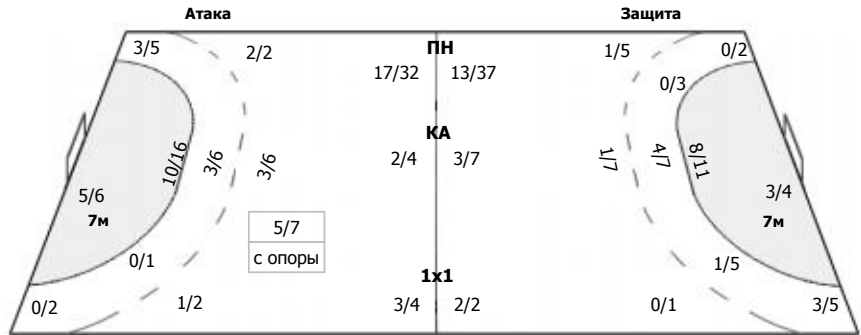 Атака Защита
3/5 2/2 ПН 1/5 0/2
17/32 13/37 0/3
КА
10/16 3/6 3/6 2/4 3/7 1/7 4/7 8/11
5/6 3/4
7м 5/7 7м
с опоры
0/1 1/5
1x1
0/2 1/2 3/4 2/2 0/1 3/5